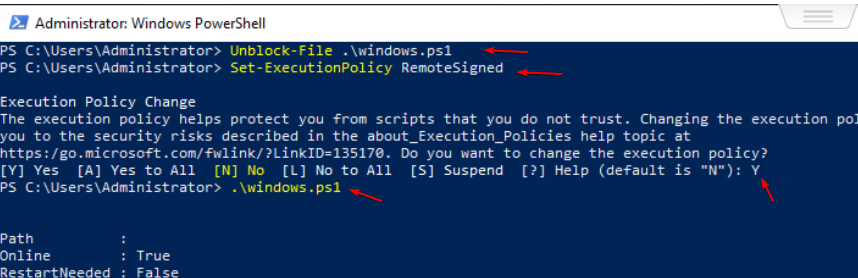 Administrator: Windows PowerShell
PS C:\Users\Administrator> Unblock-File .\windows.ps1
PS C:\Users\Administrator> Set-ExecutionPolicy RemoteSigned
Execution Policy Change
The execution policy helps protect you from scripts that you do not trust. Changing the execution pol
you to the security risks described in the about_Execution_Policies help topic at
https:/go.microsoft.com/fwlink/?LinkID=135170. Do you want to change the execution policy?
[Y] Yes  [A] Yes to All  [N] No  [L] No to All  [S] Suspend  [?] Help (default is "N"): Y
PS C:\Users\Administrator> .\windows.ps1
Path          :
Online        : True
RestartNeeded : False